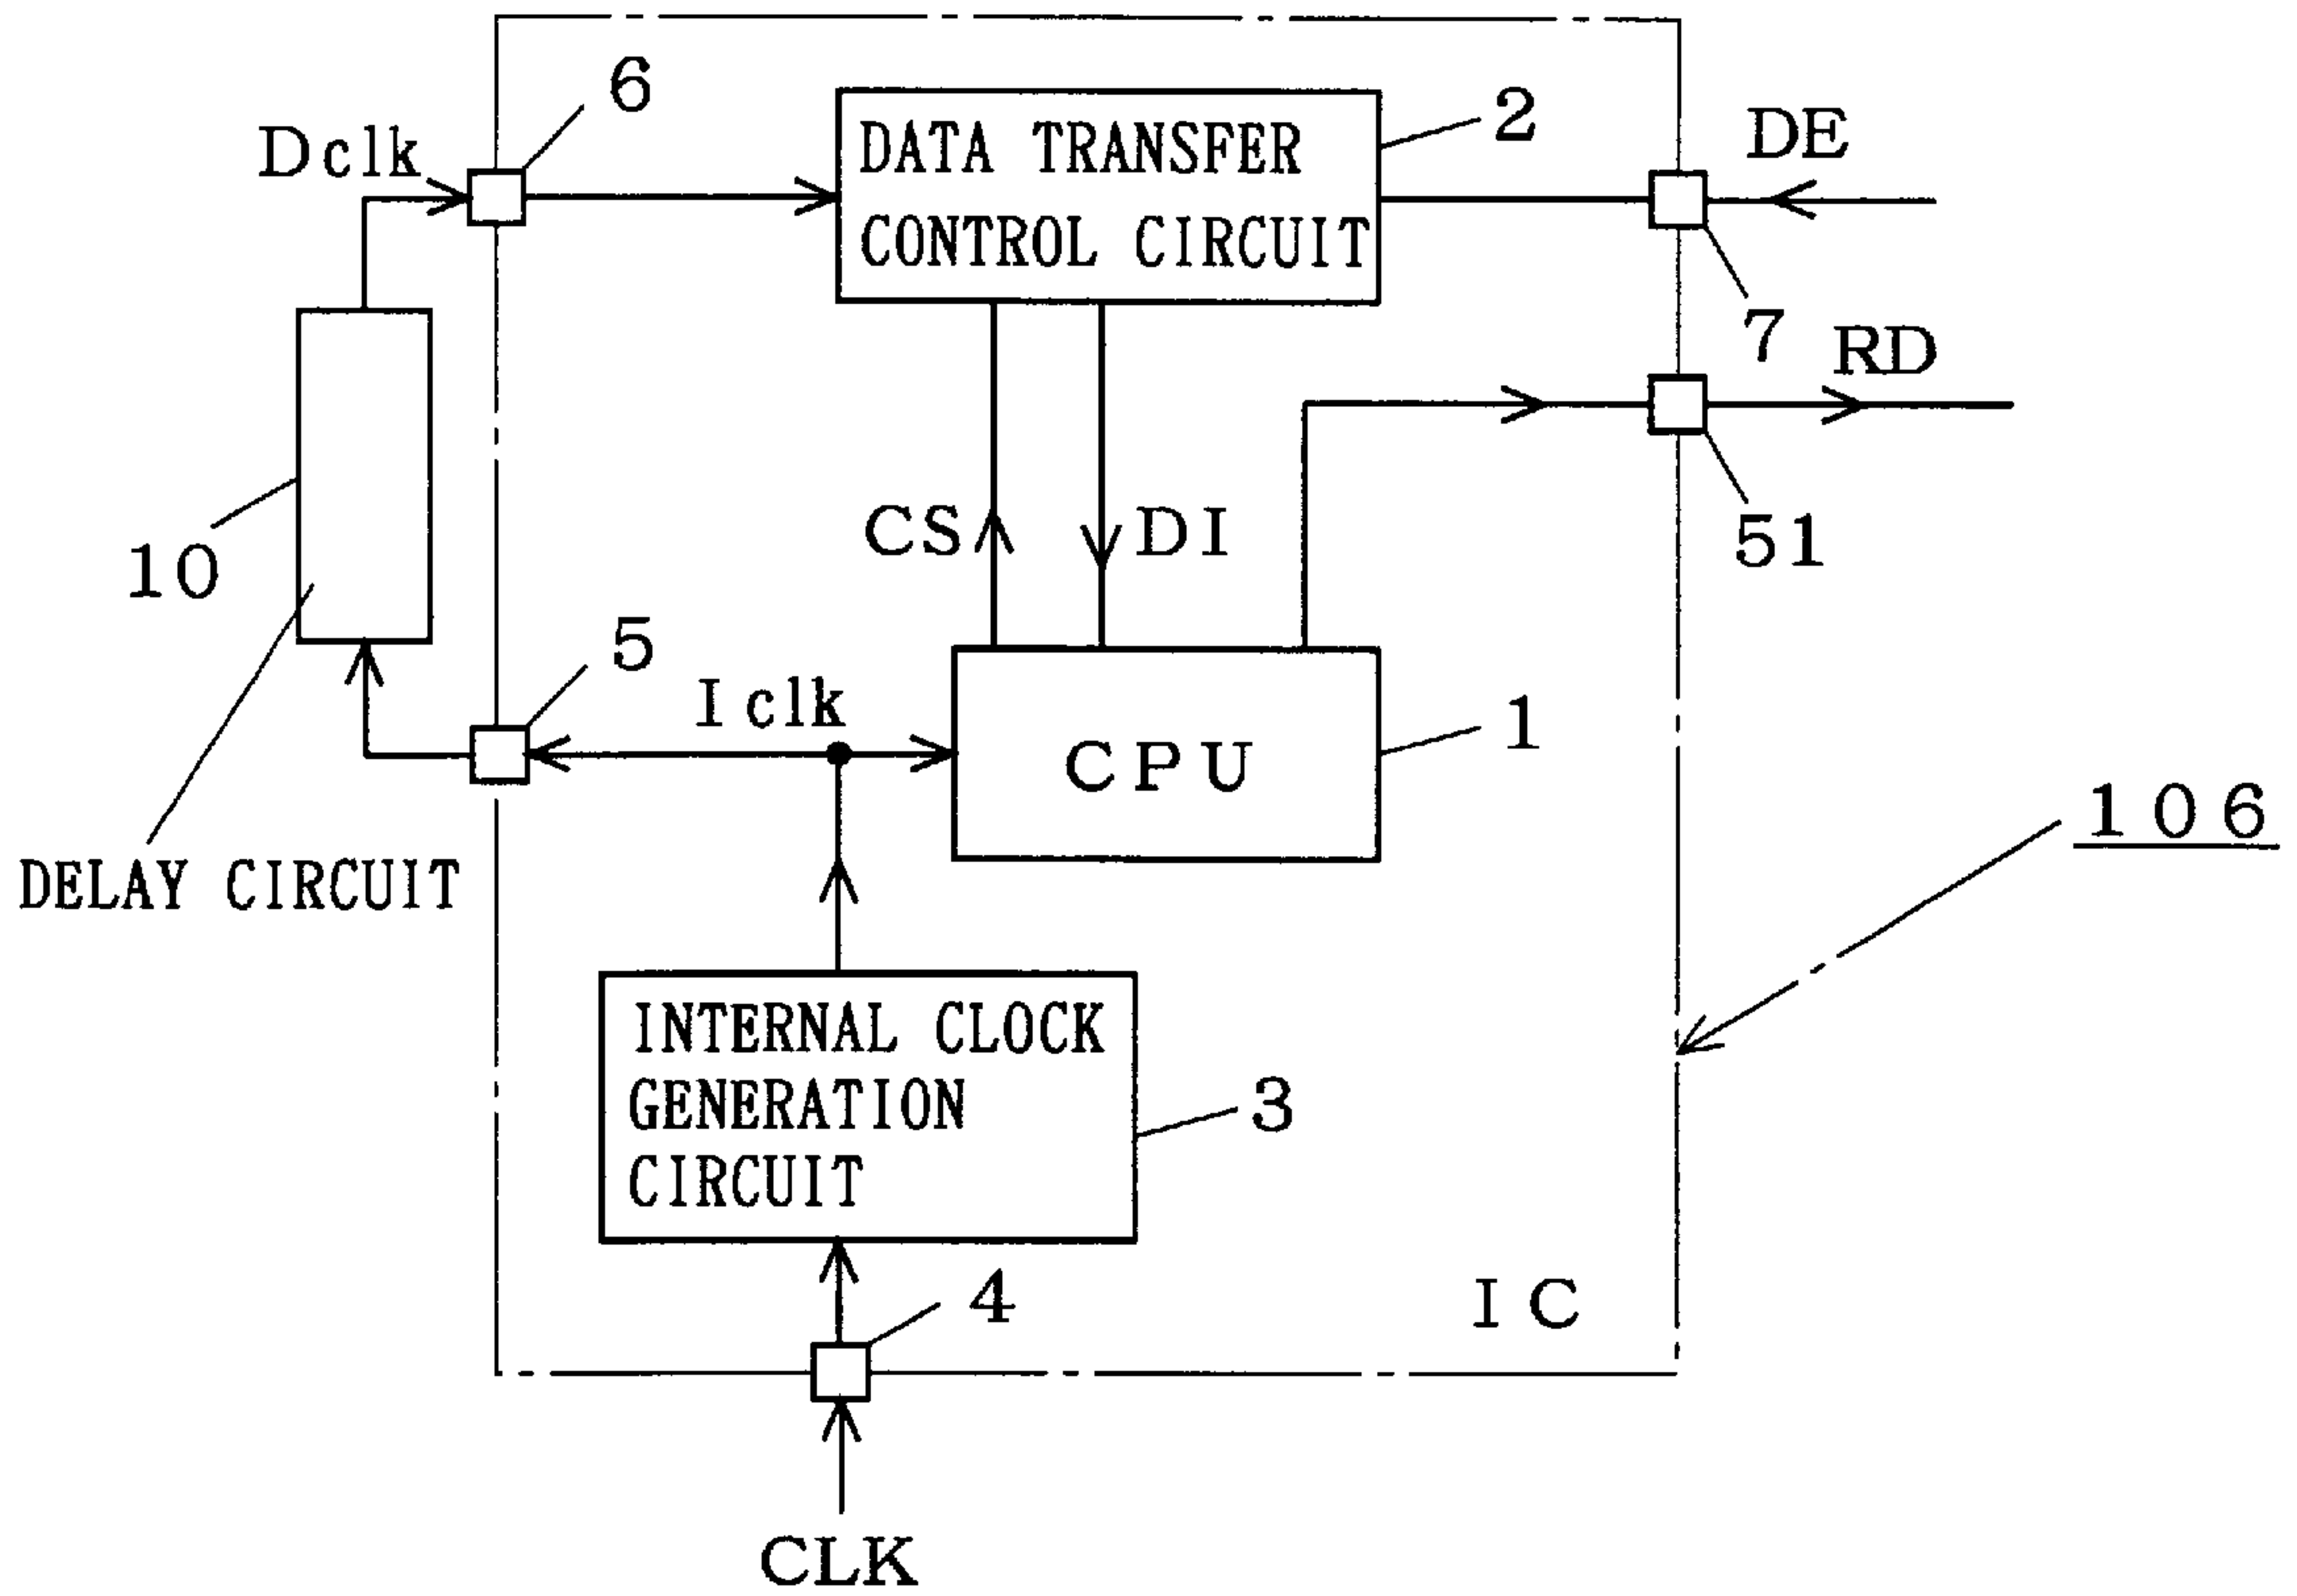 6
2
DE
Dclk
DATA TRANSFER
CONTROL CIRCUIT
7
RD
CS
DI
51
10
5
Iclk
1
CPU
106
DELAY CIRCUIT
INTERNAL CLOCK
GENERATION
CIRCUIT
3
4
IC
CLK